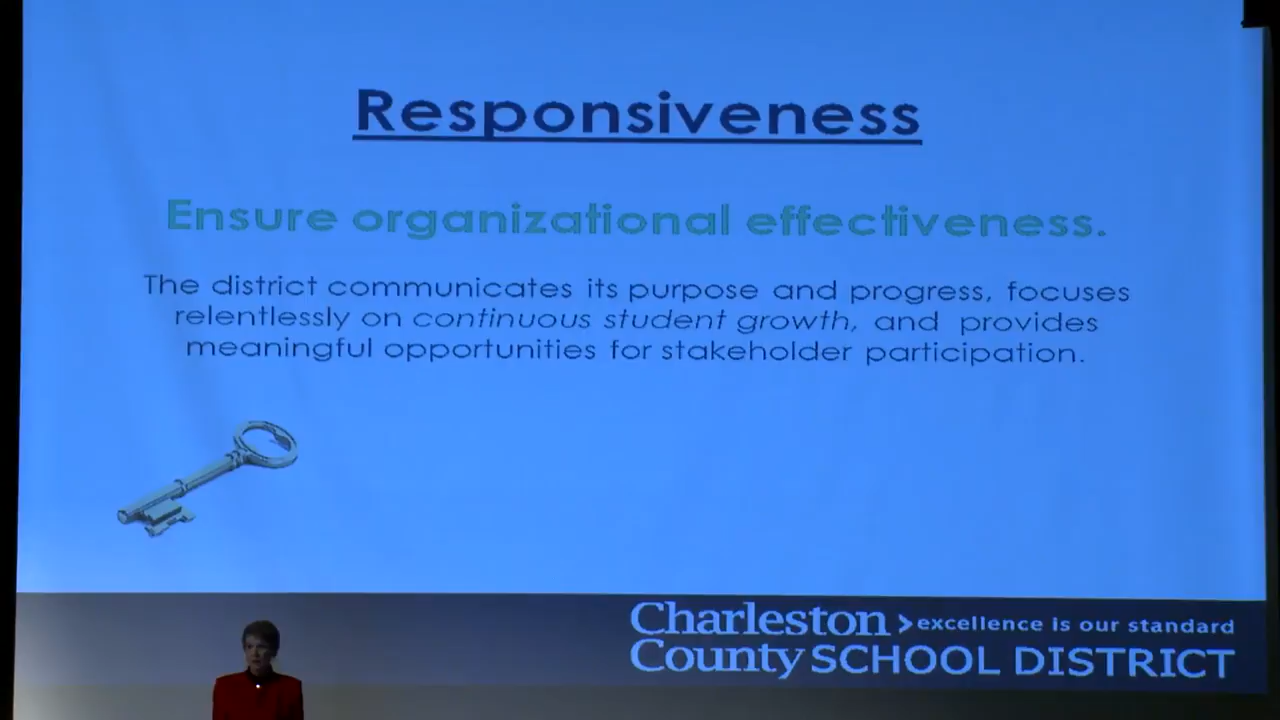 Responsiveness
Ensure organizational effectiveness.
The district communicates its purpose and progress, focuses
relentlessly on continuous student growth, and provides
meaningful opportunities for stakeholder participation.
Charleston > excellence is our standard
County SCHOOL DISTRICT